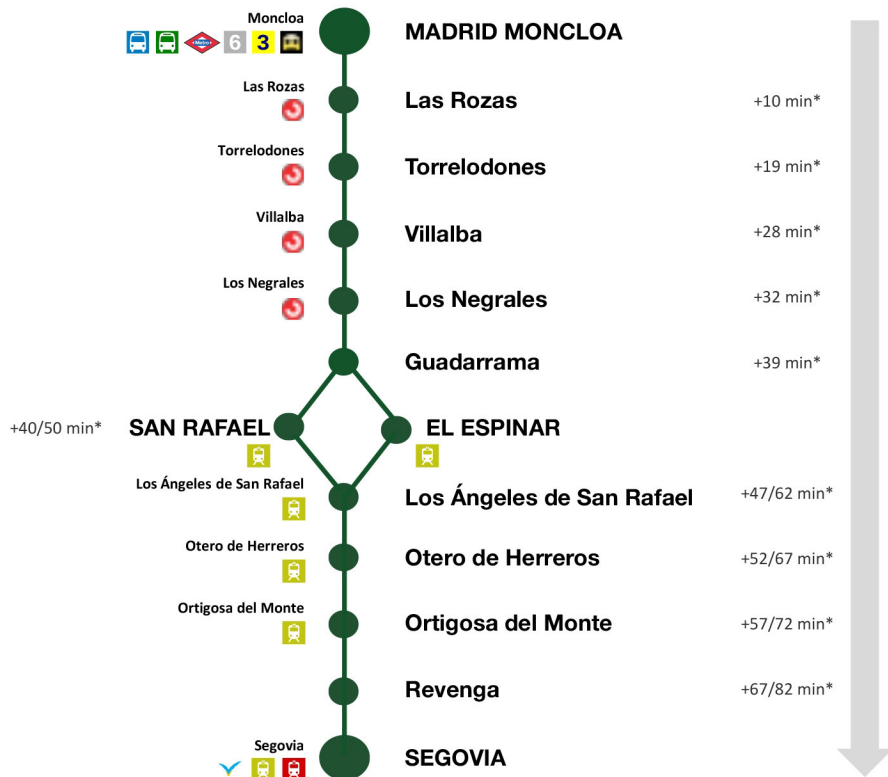 Moncloa
MADRID MONCLOA
Metro
6
3
Las Rozas
Las Rozas
+10 min*
Torrelodones
Torrelodones
+19 min*
Villalba
Villalba
+28 min*
Los Negrales
Los Negrales
+32 min*
Guadarrama
+39 min*
+40/50 min*
SAN RAFAEL
EL ESPINAR
Los Ángeles de San Rafael
Los Ángeles de San Rafael
+47/62 min*
Otero de Herreros
Otero de Herreros
+52/67 min*
Ortigosa del Monte
Ortigosa del Monte
+57/72 min*
Revenga
+67/82 min*
Segovia
SEGOVIA